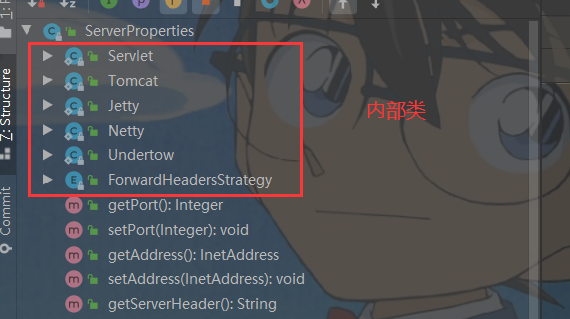 ServerProperties
Servlet
Tomcat
Jetty
内部类
Netty
Undertow
ForwardHeadersStrategy
getPort(): Integer
setPort(Integer): void
getAddress(): InetAddress
setAddress(InetAddress): void
getServerHeader(): String
Z: Structure
Commit